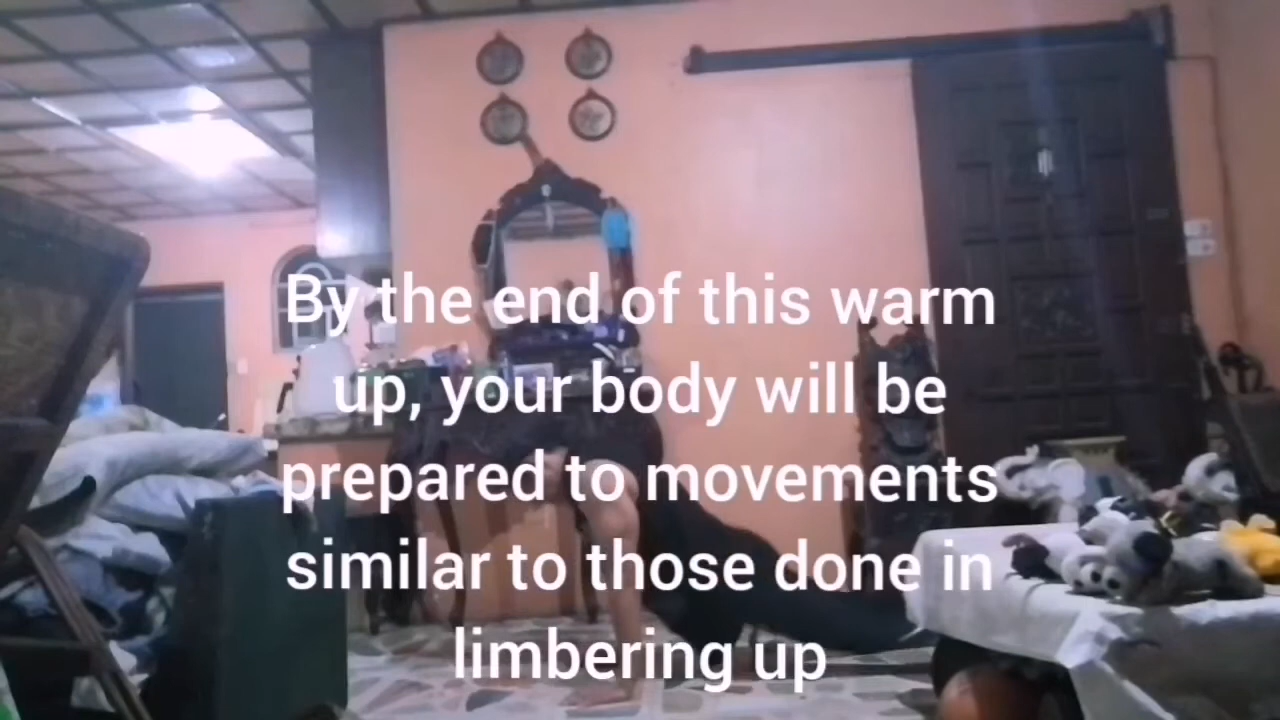 By the end of this warm
up, your body will be
prepared to movements
similar to those done in
limbering up